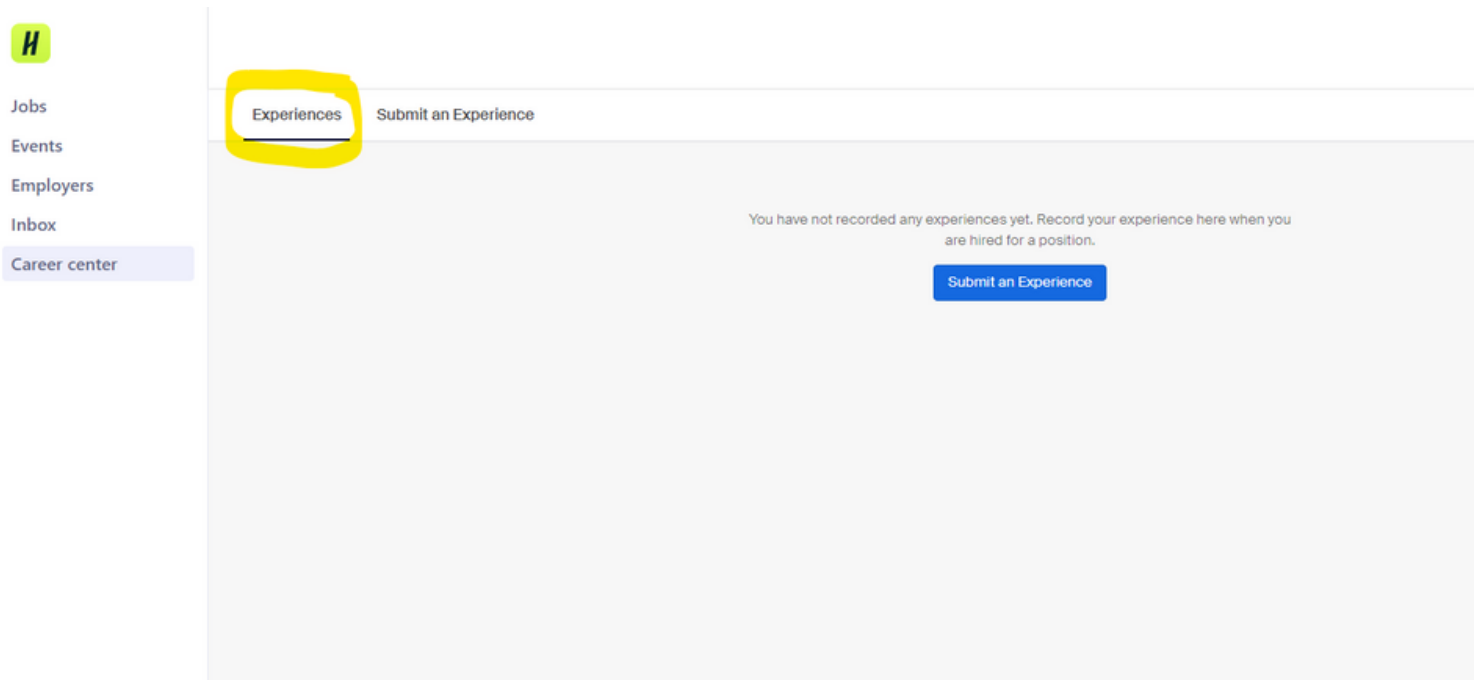 H
Jobs
Events
Employers
Inbox
Career center
Experiences Submit an Experience
You have not recorded any experiences yet. Record your experience here when you
are hired for a position.
Submit an Experience